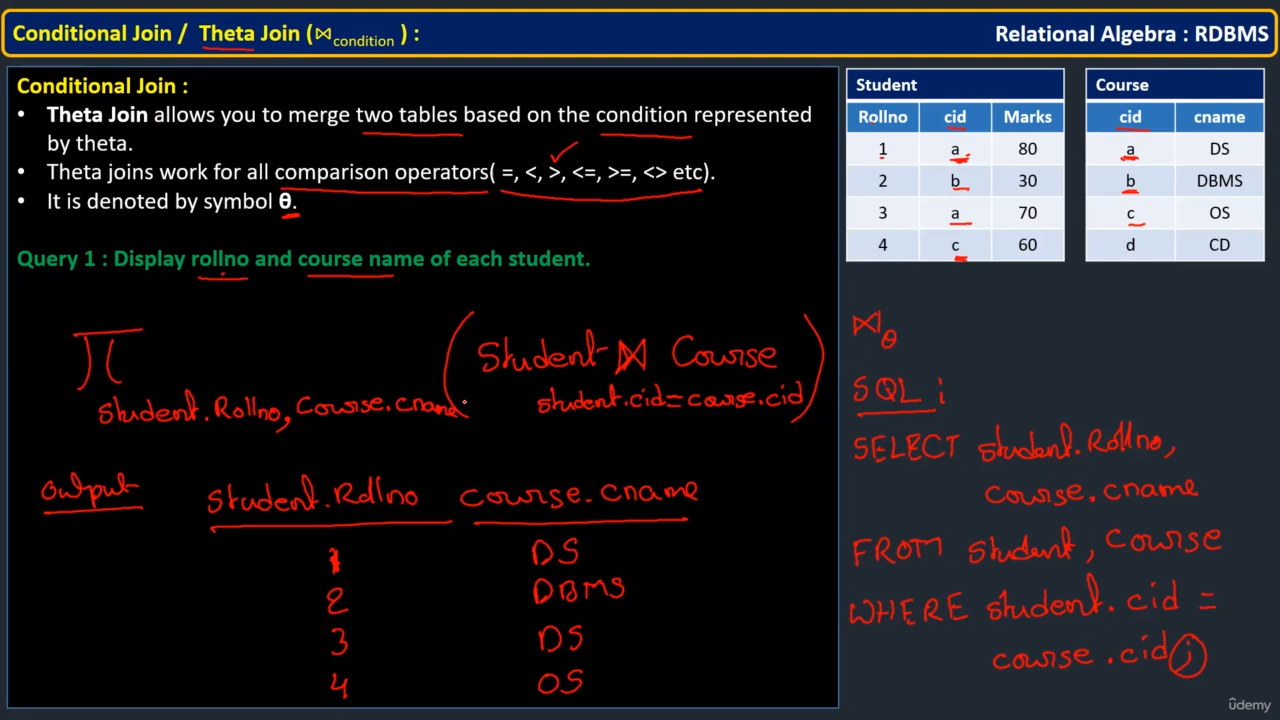 Conditional Join / Theta Join (⋈condition ) :
Relational Algebra : RDBMS
Conditional Join :
• Theta Join allows you to merge two tables based on the condition represented
by theta.
• Theta joins work for all comparison operators( =, <, >, <=, >=, <> etc).
• It is denoted by symbol θ.
Query 1 : Display rollno and course name of each student.
π
Student.Rollno, Course.cname
(Student ⋈ Course)
student.cid=course.cid
Output
Student.Rollno course.cname
1 DS
2 DBMS
3 DS
4 OS
Student
Rollno cid Marks
1 a 80
2 b 30
3 a 70
4 c 60
Course
cid cname
a DS
b DBMS
c OS
d CD
⋈θ
SQL ;
SELECT student.Rollno,
course.cname
FROM student, course
WHERE student.cid =
course.cid;
ûdemy